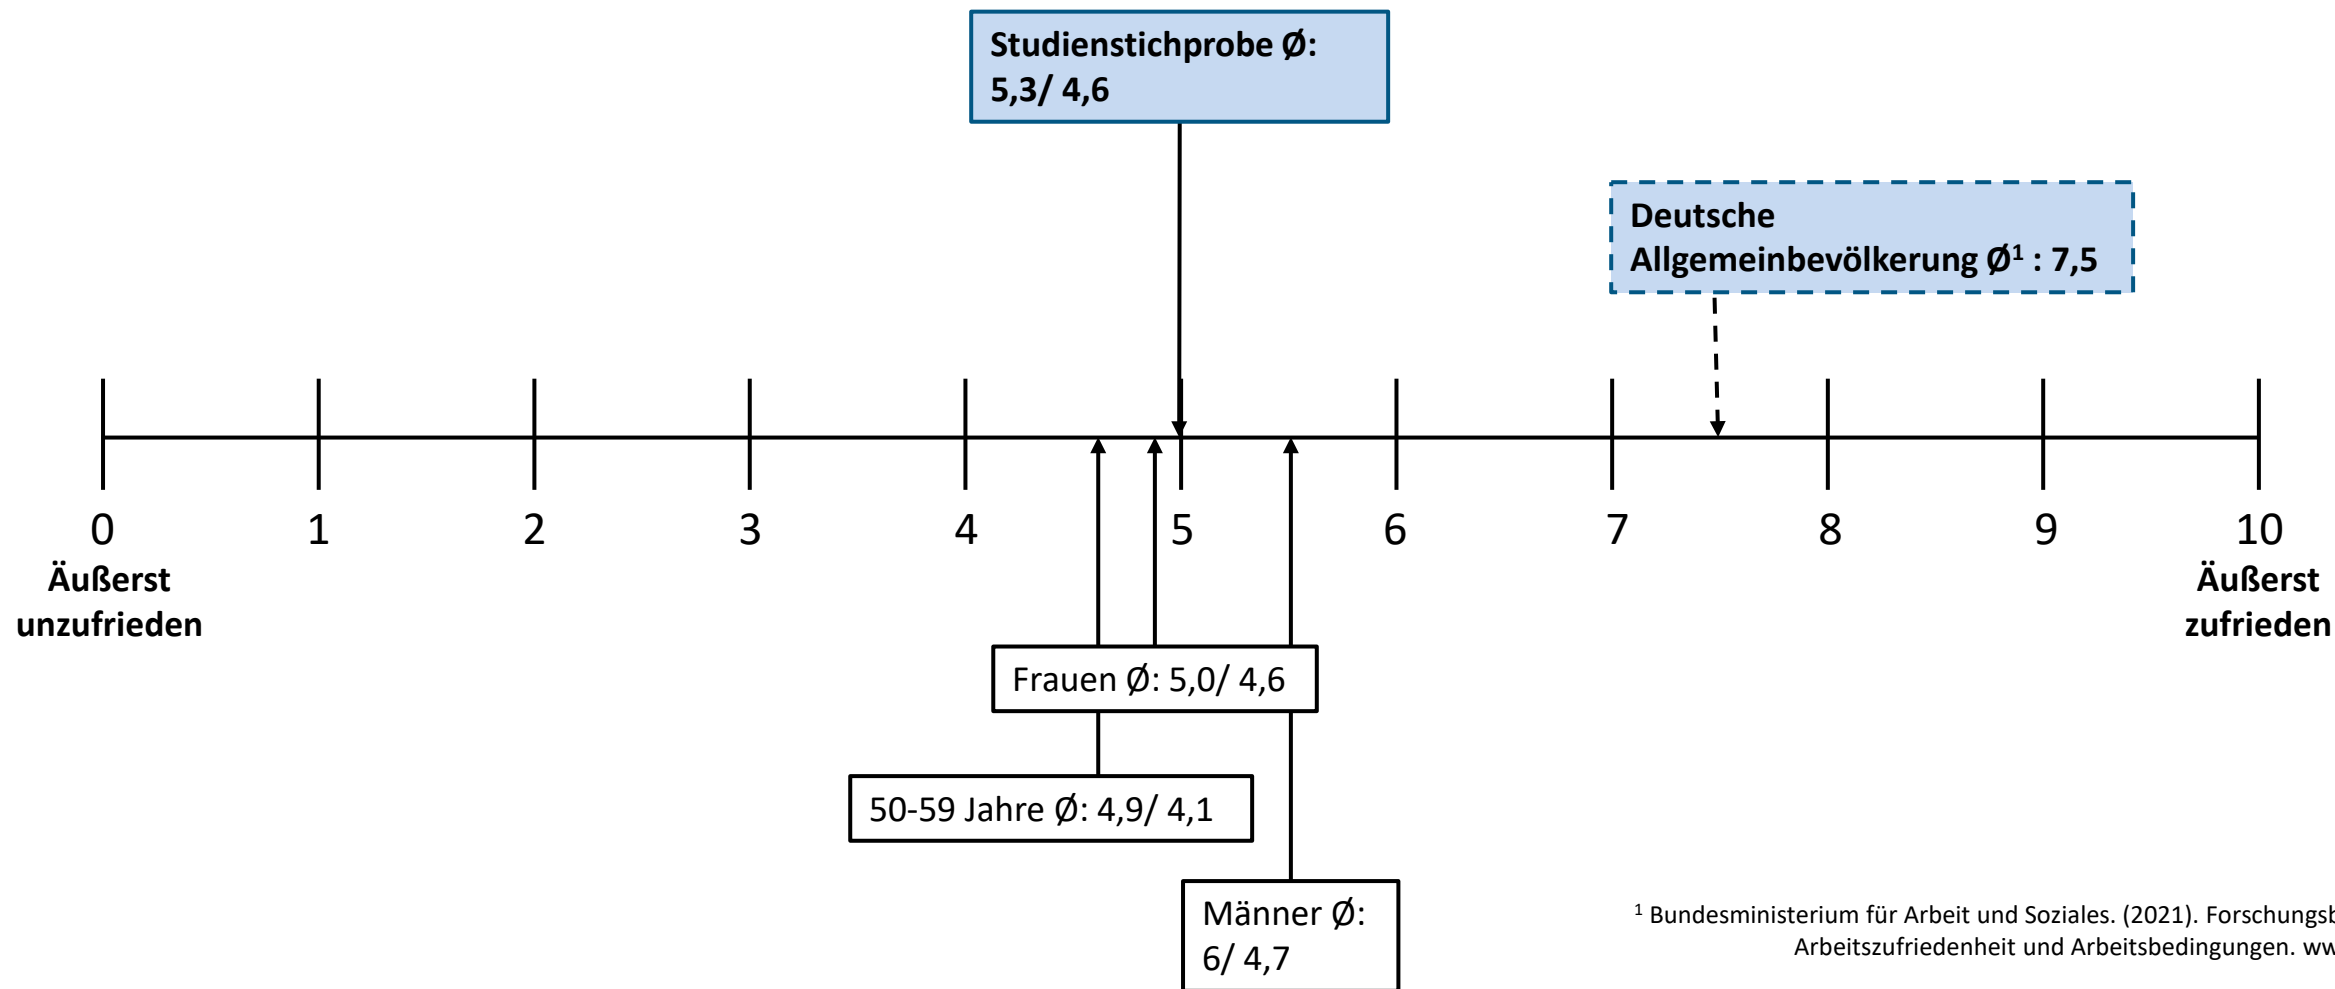 Studienstichprobe Ø:
5,3/ 4,6
Deutsche
Allgemeinbevölkerung Ø¹ : 7,5
0
1
2
3
4
5
6
7
8
9
10
Äußerst
unzufrieden
Äußerst
zufrieden
Frauen Ø: 5,0/ 4,6
50-59 Jahre Ø: 4,9/ 4,1
Männer Ø:
6/ 4,7
¹ Bundesministerium für Arbeit und Soziales. (2021).
Arbeitszufriedenheit und Arbeitsbedingungen.